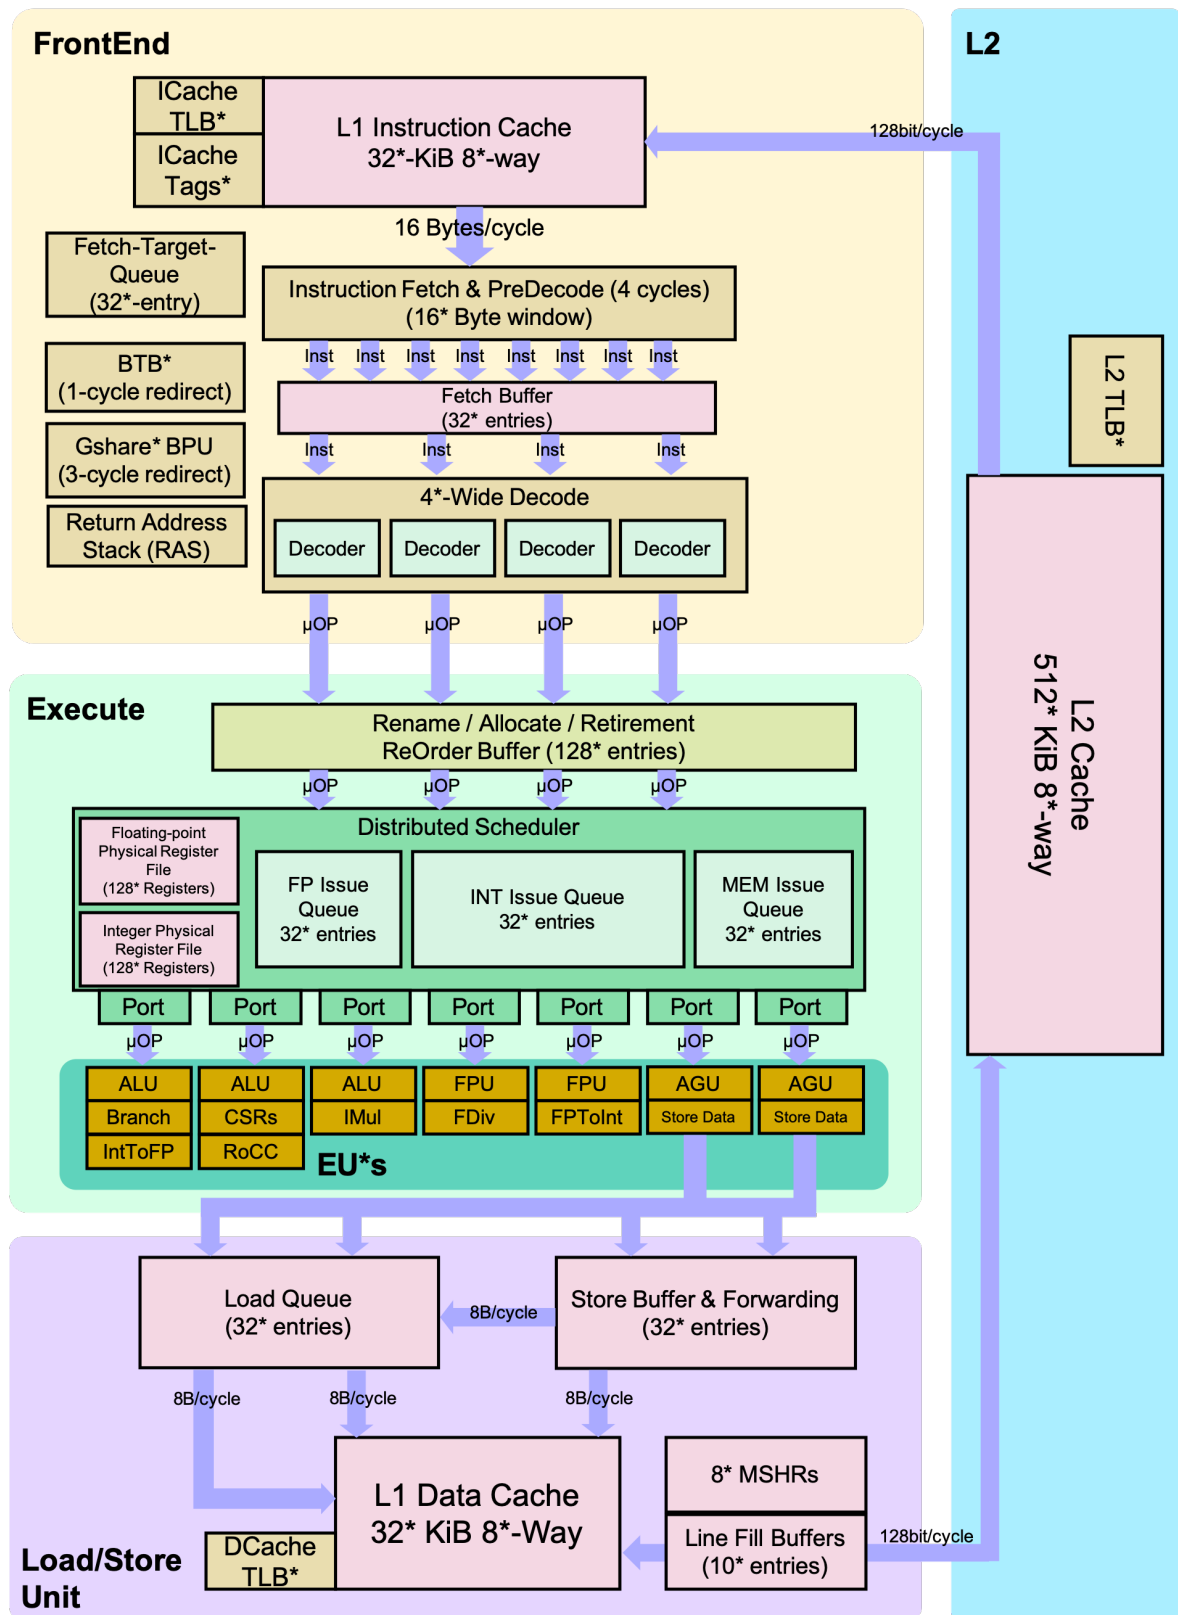 FrontEnd
L2
ICache
TLB*
ICache
Tags*
L1 Instruction Cache
32*-KiB 8*-way
128bit/cycle
16 Bytes/cycle
Fetch-Target-
Queue
(32*-entry)
Instruction Fetch & PreDecode (4 cycles)
(16* Byte window)
Inst Inst Inst Inst Inst Inst Inst Inst
BTB*
(1-cycle redirect)
Fetch Buffer
(32* entries)
L2 TLB*
Inst Inst Inst Inst
Gshare* BPU
(3-cycle redirect)
4*-Wide Decode
Return Address
Stack (RAS)
Decoder Decoder Decoder Decoder
µOP µOP µOP µOP
L2 Cache
512* KiB 8*-way
Execute
Rename / Allocate / Retirement
ReOrder Buffer (128* entries)
µOP µOP µOP µOP
Distributed Scheduler
Floating-point
Physical Register
File
(128* Registers)
Integer Physical
Register File
(128* Registers)
FP Issue
Queue
32* entries
INT Issue Queue
32* entries
MEM Issue
Queue
32* entries
Port Port Port Port Port Port Port
µOP µOP µOP µOP µOP µOP µOP
ALU ALU ALU FPU FPU AGU AGU
Branch CSRs IMul FDiv FPToInt Store Data Store Data
IntToFP RoCC
EU*s
Load Queue
(32* entries)
8B/cycle
Store Buffer & Forwarding
(32* entries)
8B/cycle 8B/cycle 8B/cycle
L1 Data Cache
32* KiB 8*-Way
8* MSHRs
Line Fill Buffers
(10* entries)
128bit/cycle
DCache
TLB*
Load/Store
Unit